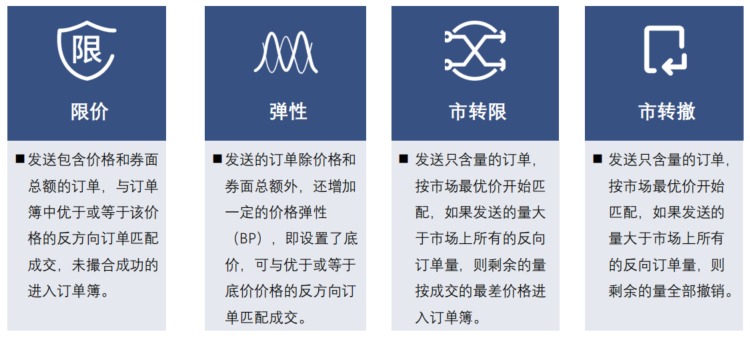 限
限价
■ 发送包含价格和券面
总额的订单，与订单
簿中优于或等于该价
格的反方向订单匹配
成交，未撮合成功的
进入订单簿。
弹性
■ 发送的订单除价格和
券面总额外，还增加
一定的价格弹性
（BP），即设置了底
价，可与优于或等于
底价价格的反方向订
单匹配成交。
市转限
■ 发送只含量的订单，
按市场最优价开始匹
配，如果发送的量大
于市场上所有的反向
订单量，则剩余的量
按成交的最差价格进
入订单簿。
市转撤
■ 发送只含量的订单，
按市场最优价开始
匹配，如果发送的
量大于市场上所有
的反向订单量，则
剩余的量全部撤销。